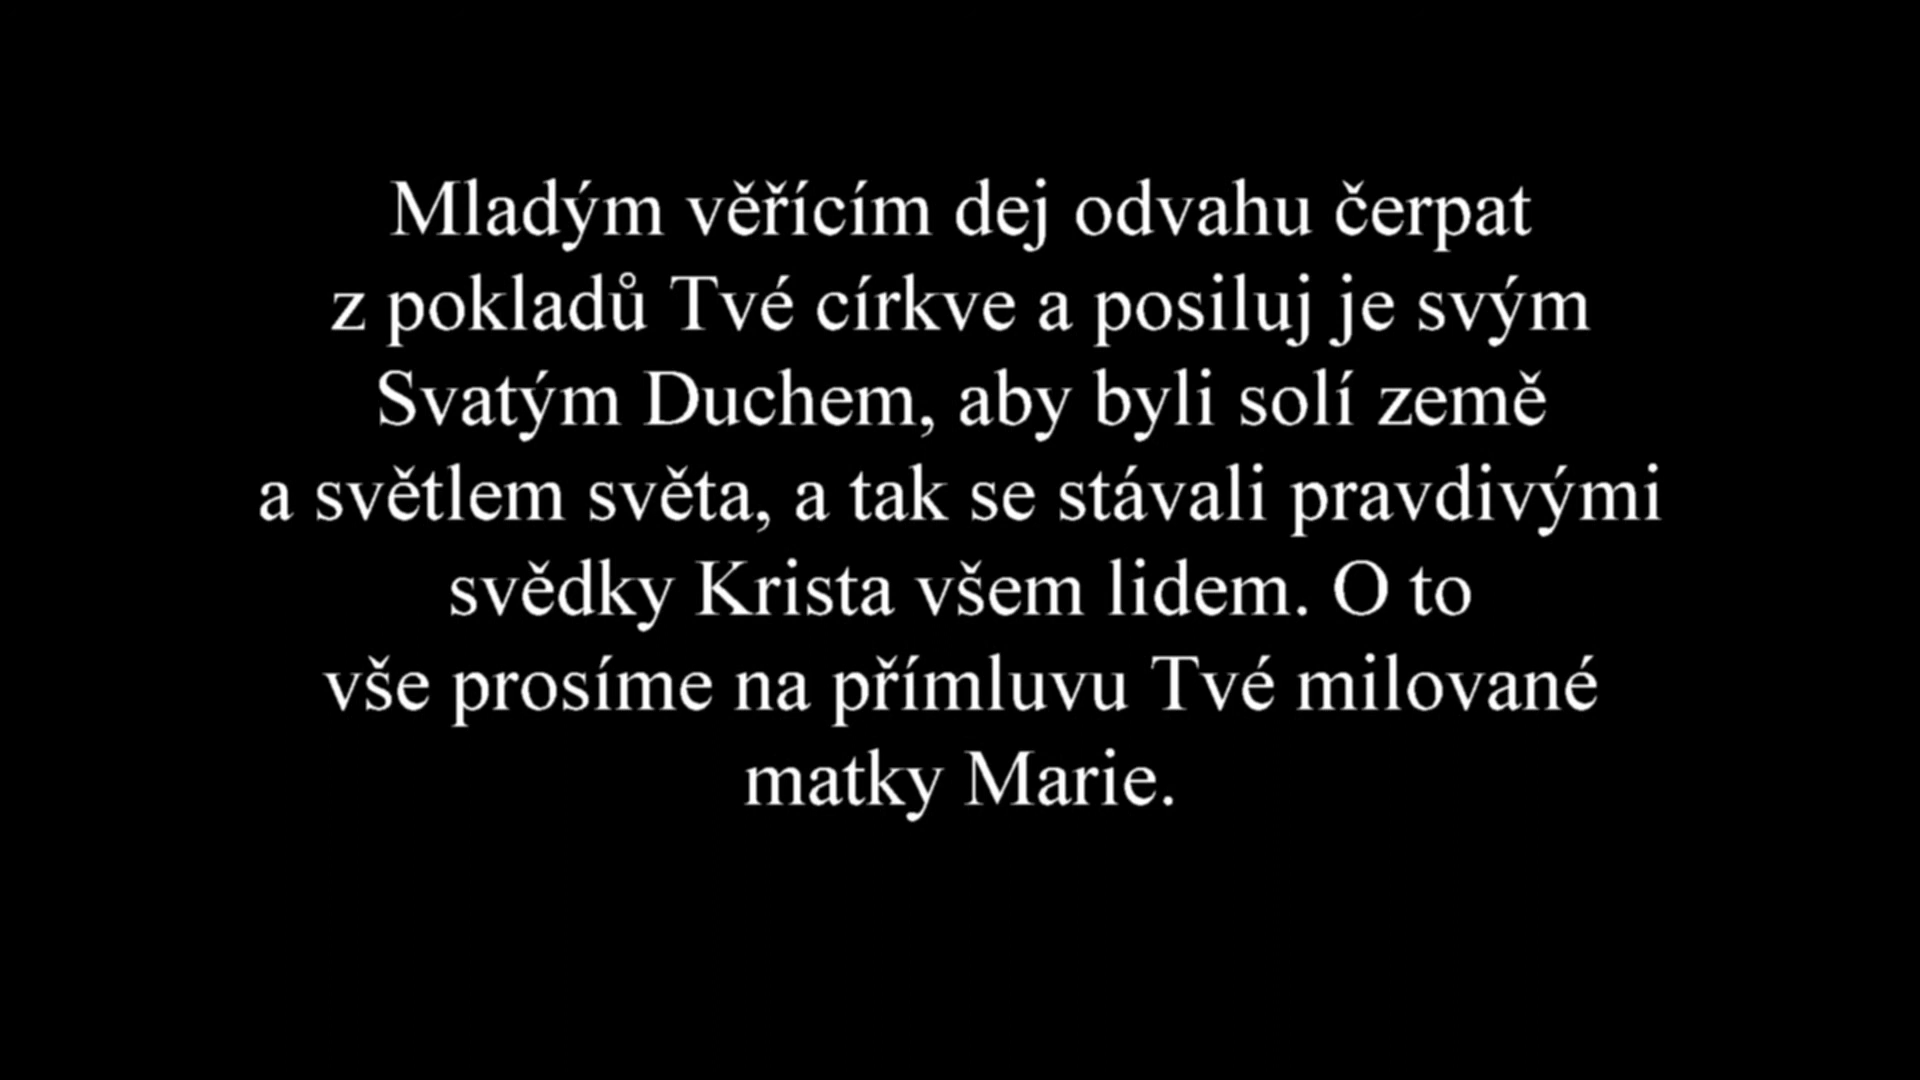 Mladým věřícím dej odvahu čerpat
z pokladů Tvé církve a posiluj je svým
Svatým Duchem, aby byli solí země
a světlem světa, a tak se stávali pravdivými
svědky Krista všem lidem. O to
vše prosíme na přímluvu Tvé milované
matky Marie.